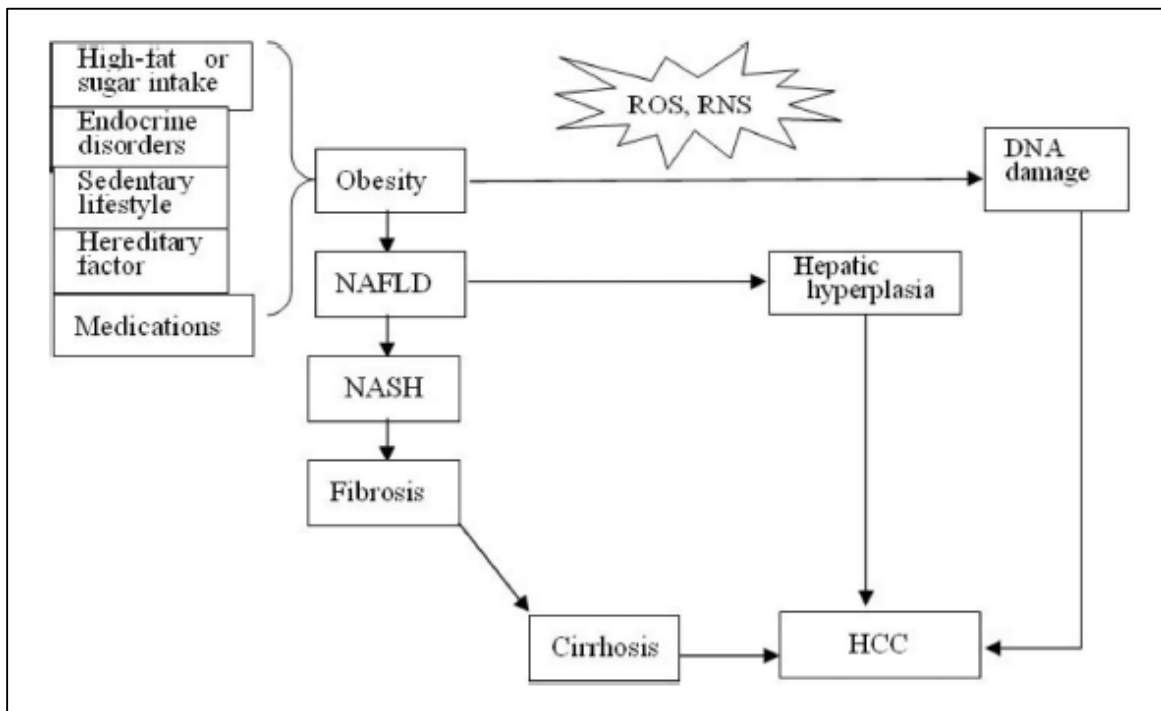 High-fat or
sugar intake
Endocrine
disorders
Sedentary
lifestyle
Hereditary
factor
Medications
Obesity
NAFLD
NASH
Fibrosis
Cirrhosis
ROS, RNS
DNA
damage
Hepatic
hyperplasia
HCC